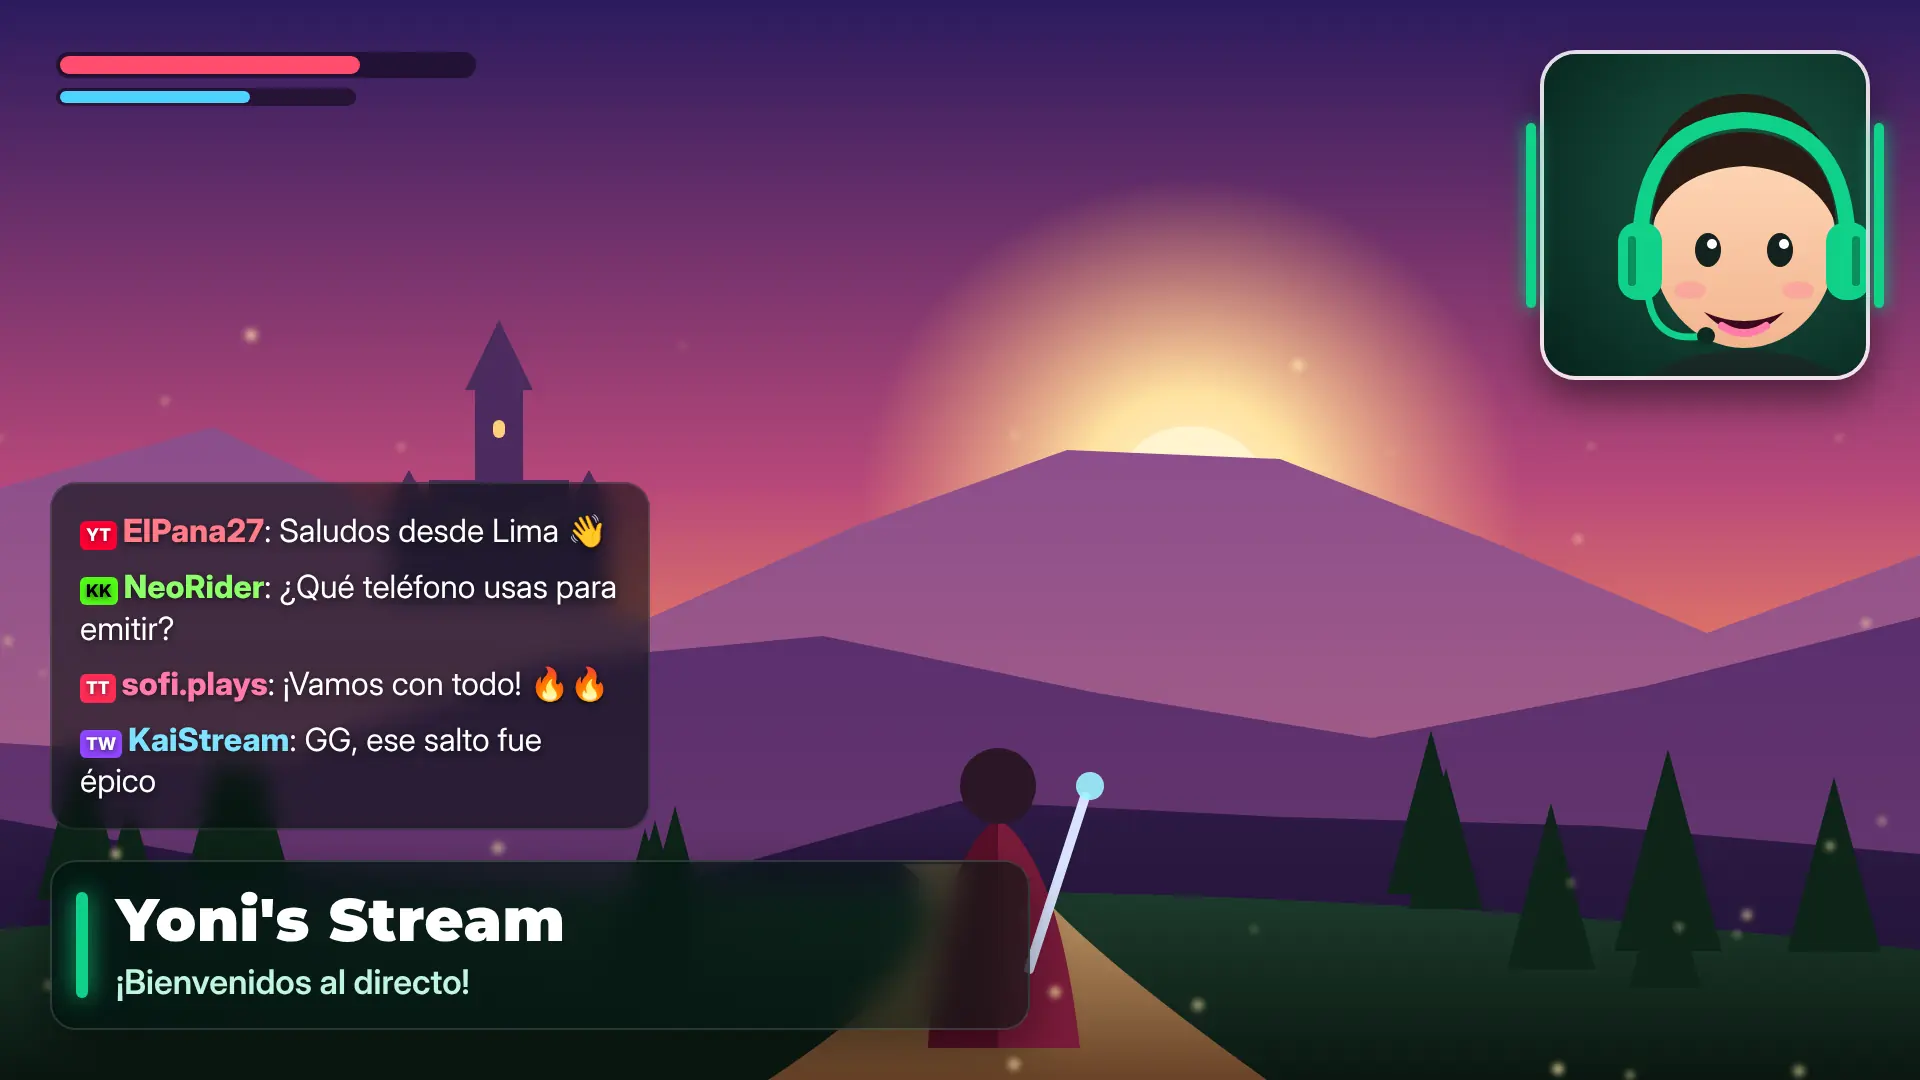 YT ElPana27: Saludos desde Lima 👋
KK NeoRider: ¿Qué teléfono usas para
emitir?
TT sofi.plays: ¡Vamos con todo! 🔥🔥
TW KaiStream: GG, ese salto fue
épico
Yoni's Stream
¡Bienvenidos al directo!